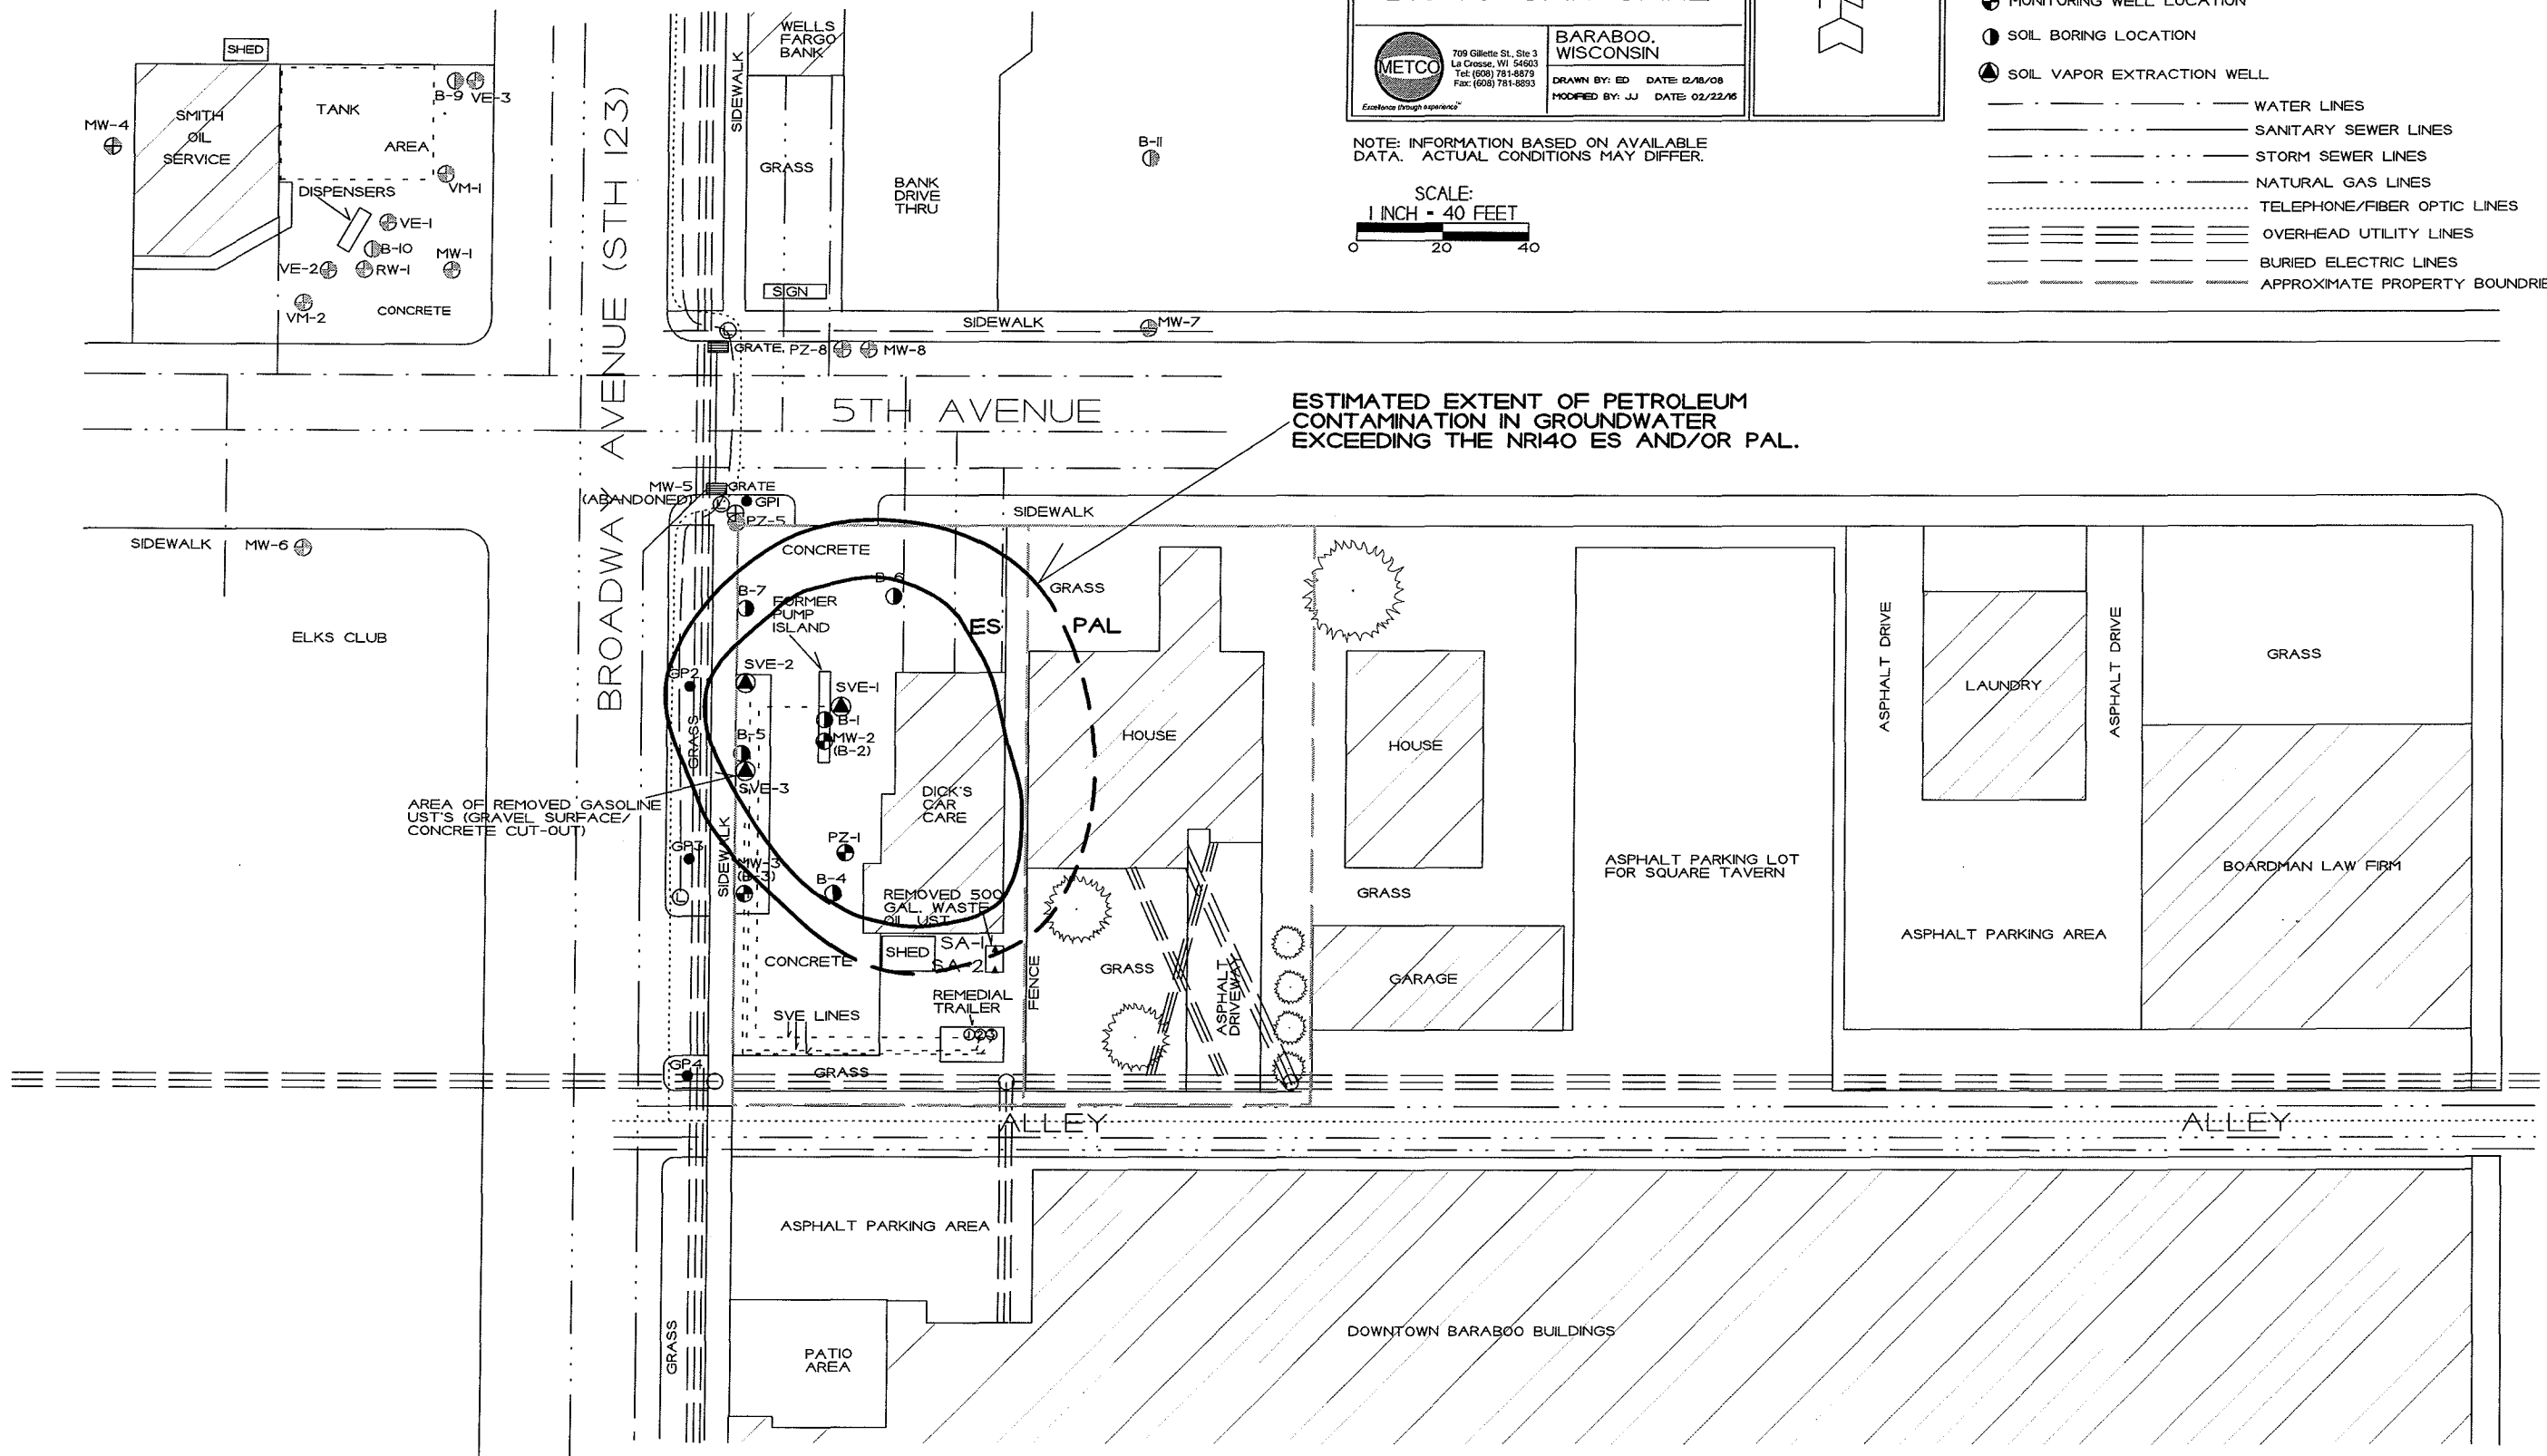 WELLS
FARGO
BANK
SHED
SMITH
OIL
SERVICE
TANK
AREA
B-9 VE-3
MW-4
VM-1
DISPENSERS
VE-1
B-10
VE-2
RW-1
MW-1
VM-2
CONCRETE
BROADWAY AVENUE (STH 123)
SIDEWALK
GRASS
BANK
DRIVE
THRU
SIGN
B-11
METCO
Excellence through experience
709 Gillette St., Ste 3
La Crosse, WI 54603
Tel: (608) 781-8879
Fax: (608) 781-8893
BARABOO,
WISCONSIN
DRAWN BY: ED DATE: 12/18/08
MODIFIED BY: JJ DATE: 02/22/16
NOTE: INFORMATION BASED ON AVAILABLE
DATA. ACTUAL CONDITIONS MAY DIFFER.
SCALE:
1 INCH - 40 FEET
0 20 40
MONITORING WELL LOCATION
SOIL BORING LOCATION
SOIL VAPOR EXTRACTION WELL
WATER LINES
SANITARY SEWER LINES
STORM SEWER LINES
NATURAL GAS LINES
TELEPHONE/FIBER OPTIC LINES
OVERHEAD UTILITY LINES
BURIED ELECTRIC LINES
APPROXIMATE PROPERTY BOUNDRIE
SIDEWALK
MW-7
GRATE
PZ-8
MW-8
5TH AVENUE
ESTIMATED EXTENT OF PETROLEUM
CONTAMINATION IN GROUNDWATER
EXCEEDING THE NR140 ES AND/OR PAL.
MW-5
(ABANDONED)
GRATE
GP1
PZ-5
SIDEWALK
SIDEWALK
MW-6
ELKS CLUB
CONCRETE
B-7
B-6
FORMER
PUMP
ISLAND
ES
PAL
GRASS
GP2
SVE-2
SVE-1
B-1
MW-2
(B-2)
B-5
SVE-3
GRASS
AREA OF REMOVED GASOLINE
UST'S (GRAVEL SURFACE/
CONCRETE CUT-OUT)
DICK'S
CAR
CARE
HOUSE
HOUSE
GP3
SIDEWALK
MW-3
(B-3)
PZ-1
B-4
REMOVED 500
GAL. WASTE
OIL UST
SHED
SA-1
SA-2
CONCRETE
FENCE
GRASS
ASPHALT
DRIVEWAY
GRASS
GARAGE
REMEDIAL
TRAILER
123
SVE LINES
GP4
GRASS
ASPHALT PARKING LOT
FOR SQUARE TAVERN
ASPHALT DRIVE
LAUNDRY
ASPHALT DRIVE
GRASS
BOARDMAN LAW FIRM
ASPHALT PARKING AREA
ALLEY
ALLEY
ASPHALT PARKING AREA
GRASS
PATIO
AREA
DOWNTOWN BARABOO BUILDINGS